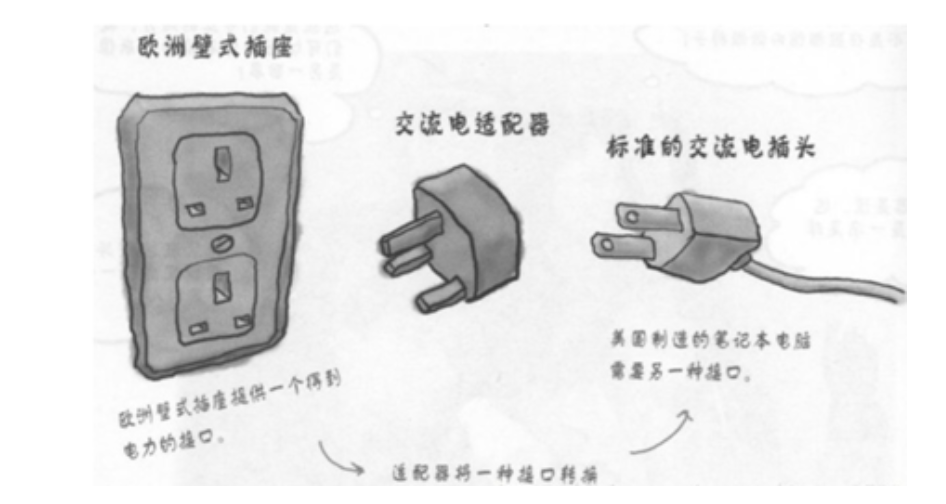 欧洲壁式插座
交流电适配器
标准的交流电插头
美国制造的笔记本电脑
需要另一种接口。
欧洲壁式插座提供一个得到
电力的接口。
适配器将一种接口转换